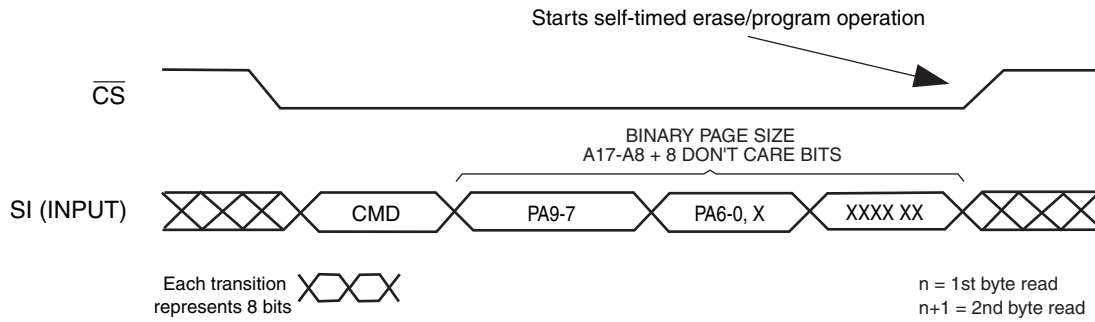 Starts self-timed erase/program operation
CS
BINARY PAGE SIZE
A17-A8 + 8 DON'T CARE BITS
SI (INPUT)
CMD
PA9-7
PA6-0, X
XXXX XX
Each transition
represents 8 bits
n = 1st byte read
n+1 = 2nd byte read